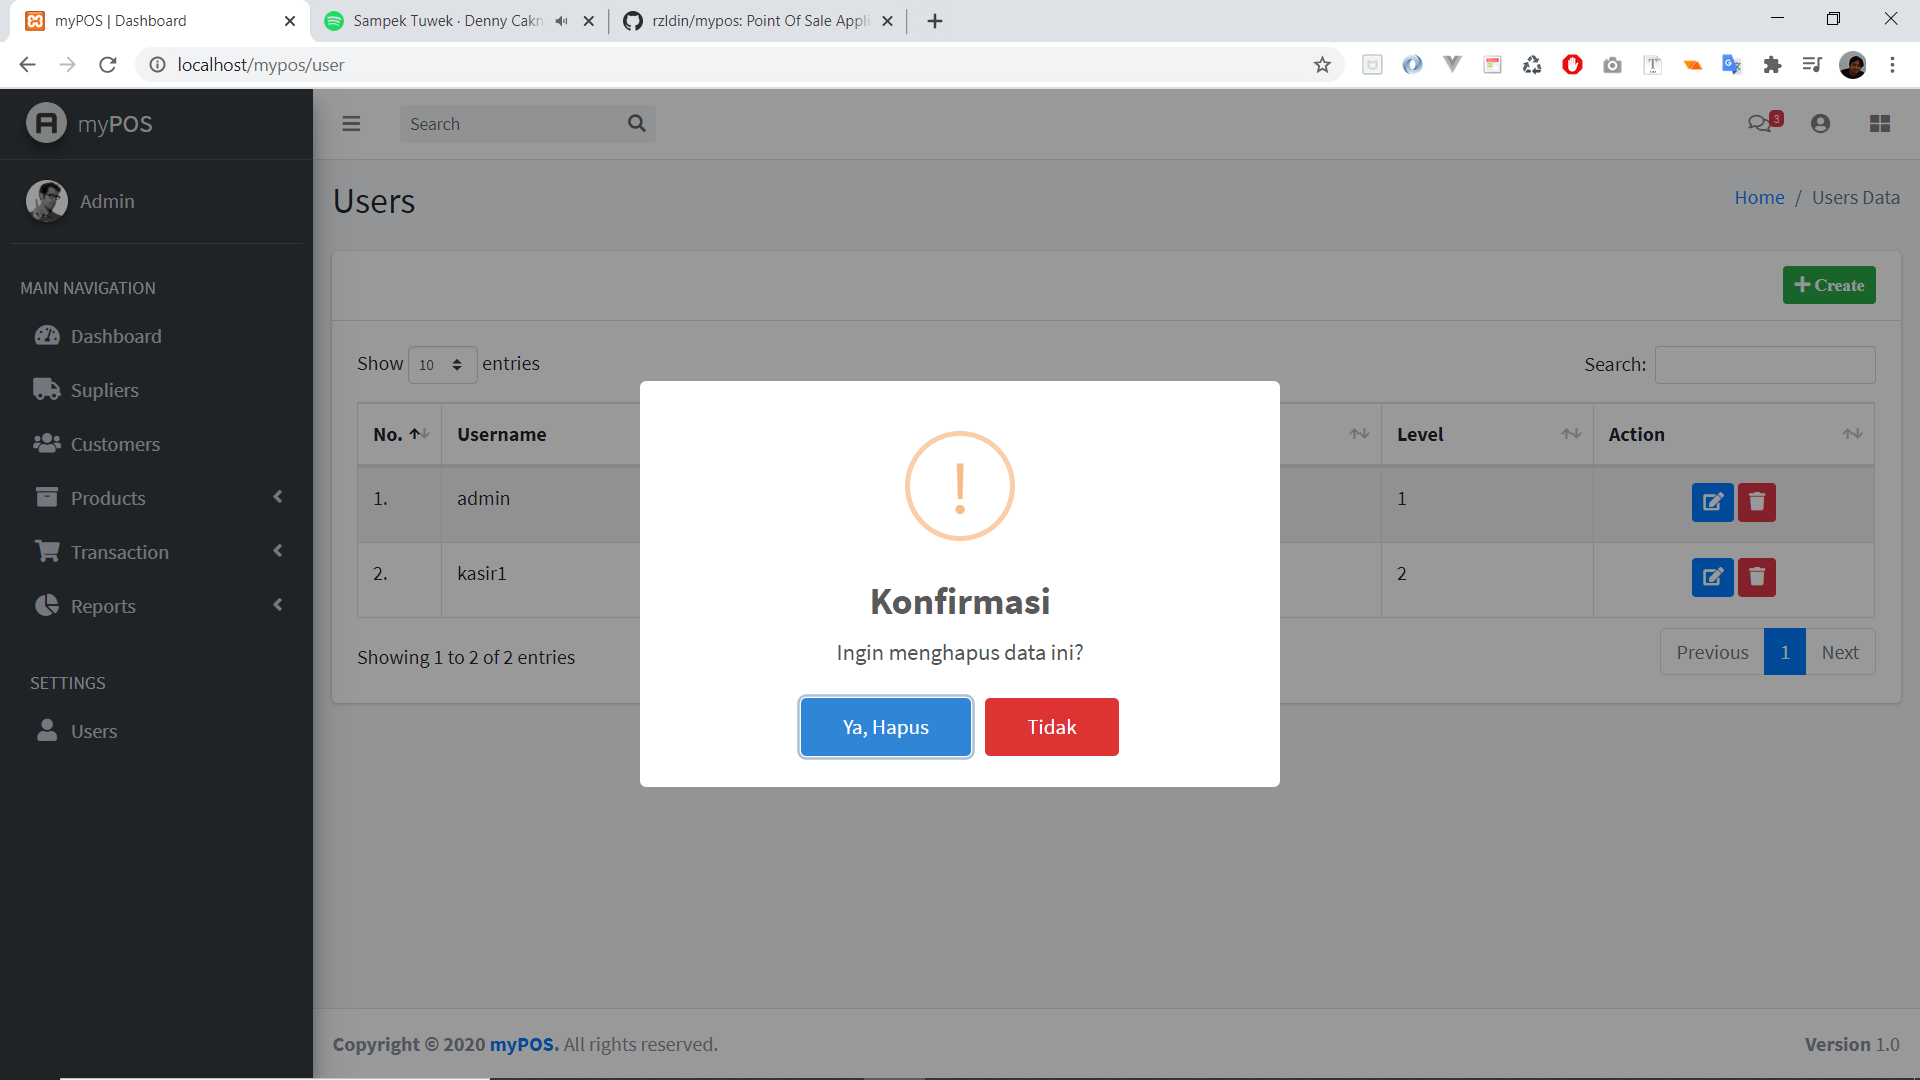 myPOS | Dashboard
Sampek Tuwek · Denny Cakn
rzldin/mypos: Point Of Sale Appli
localhost/mypos/user
myPOS
Search
3
Admin
Users
Home / Users Data
MAIN NAVIGATION
Create
Dashboard
Supliers
Customers
Products
Transaction
Reports
SETTINGS
Users
Show 10 entries
Search:
No. Username Level Action
1. admin 1
2. kasir1 2
Showing 1 to 2 of 2 entries
Previous 1 Next
!
Konfirmasi
Ingin menghapus data ini?
Ya, Hapus Tidak
Copyright © 2020 myPOS. All rights reserved.
Version 1.0